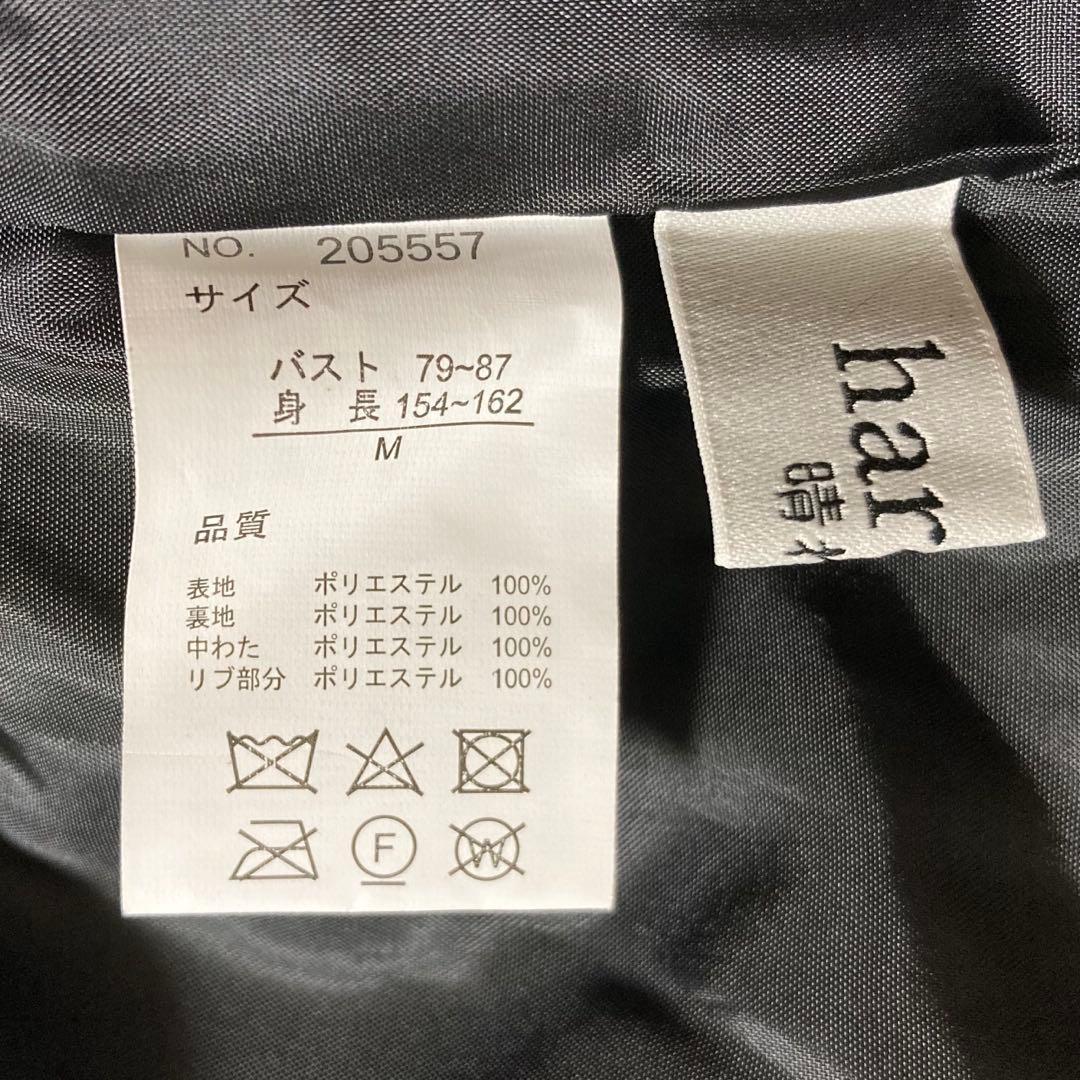 NO. 205557
サイズ
バスト 79~87
身 長 154~162
M
品質
表地 ポリエステル 100%
裏地 ポリエステル 100%
中わた ポリエステル 100%
リブ部分 ポリエステル 100%
F
W
har
晴